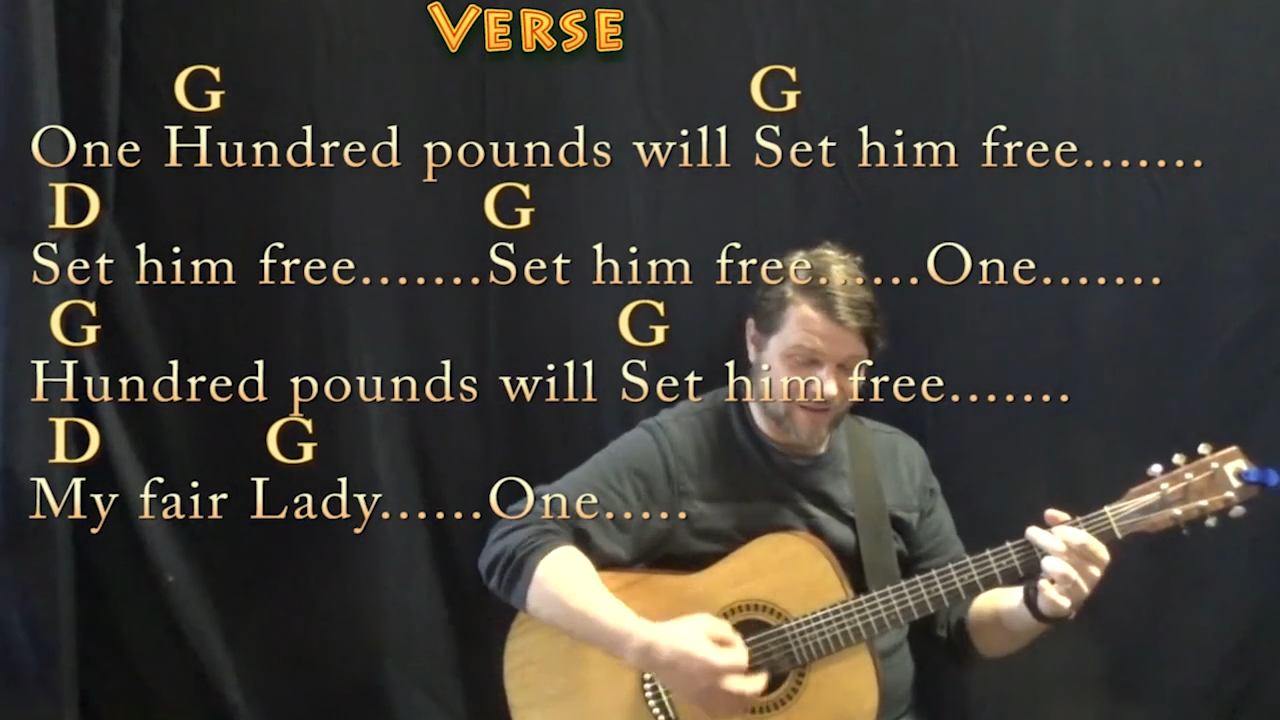 VERSE
G G
One Hundred pounds will Set him free.......
D G
Set him free.......Set him free......One.......
G G
Hundred pounds will Set him free.......
D G
My fair Lady......One.....